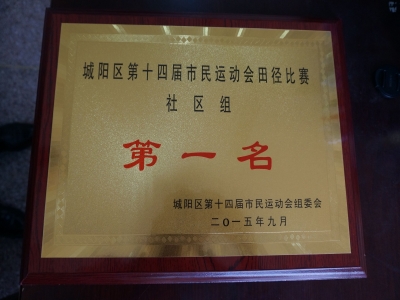 城阳区第十四届市民运动会田径比赛
社区组
第一名
城阳区第十四届市民运动会组委会
二0一五年九月